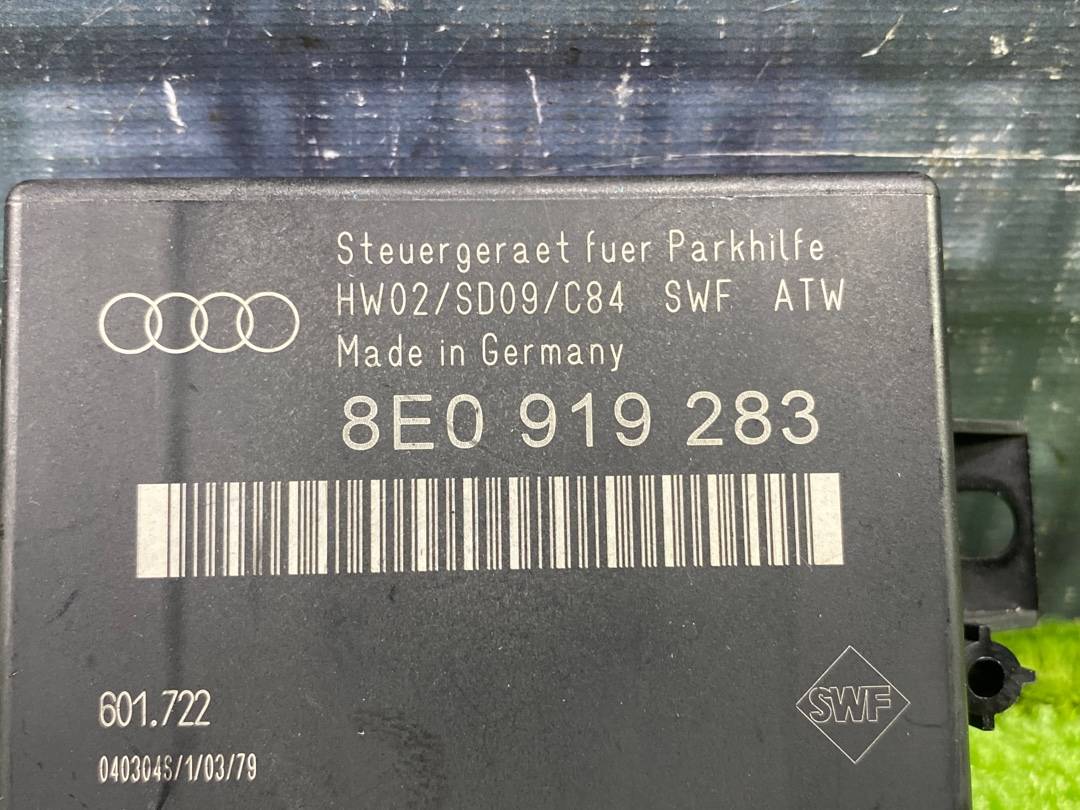 Steuergeraet fuer Parkhilfe
HW02/SD09/C84 SWF ATW
Made in Germany
8E0 919 283
601.722
040304S/1/03/79
SWF